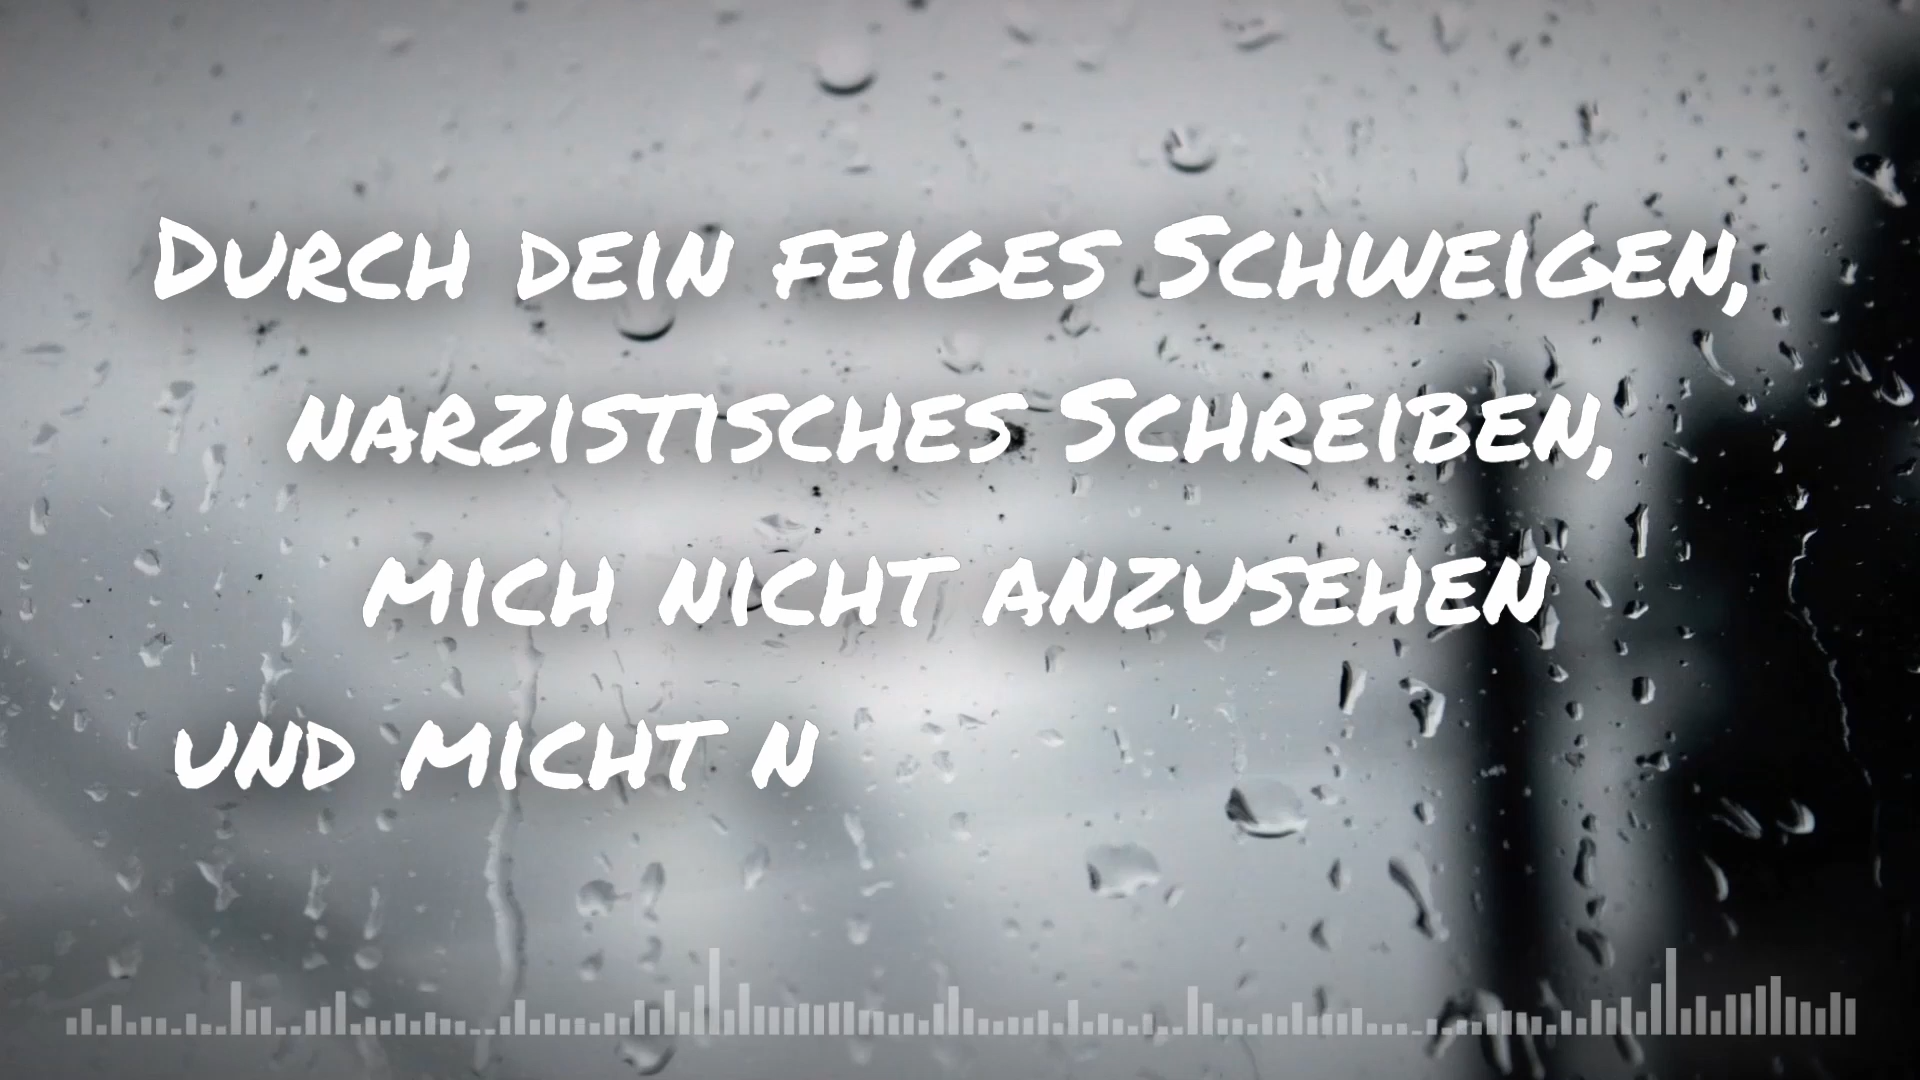 Durch dein feiges Schweigen,
narzistisches Schreiben,
mich nicht anzusehen
und micht n